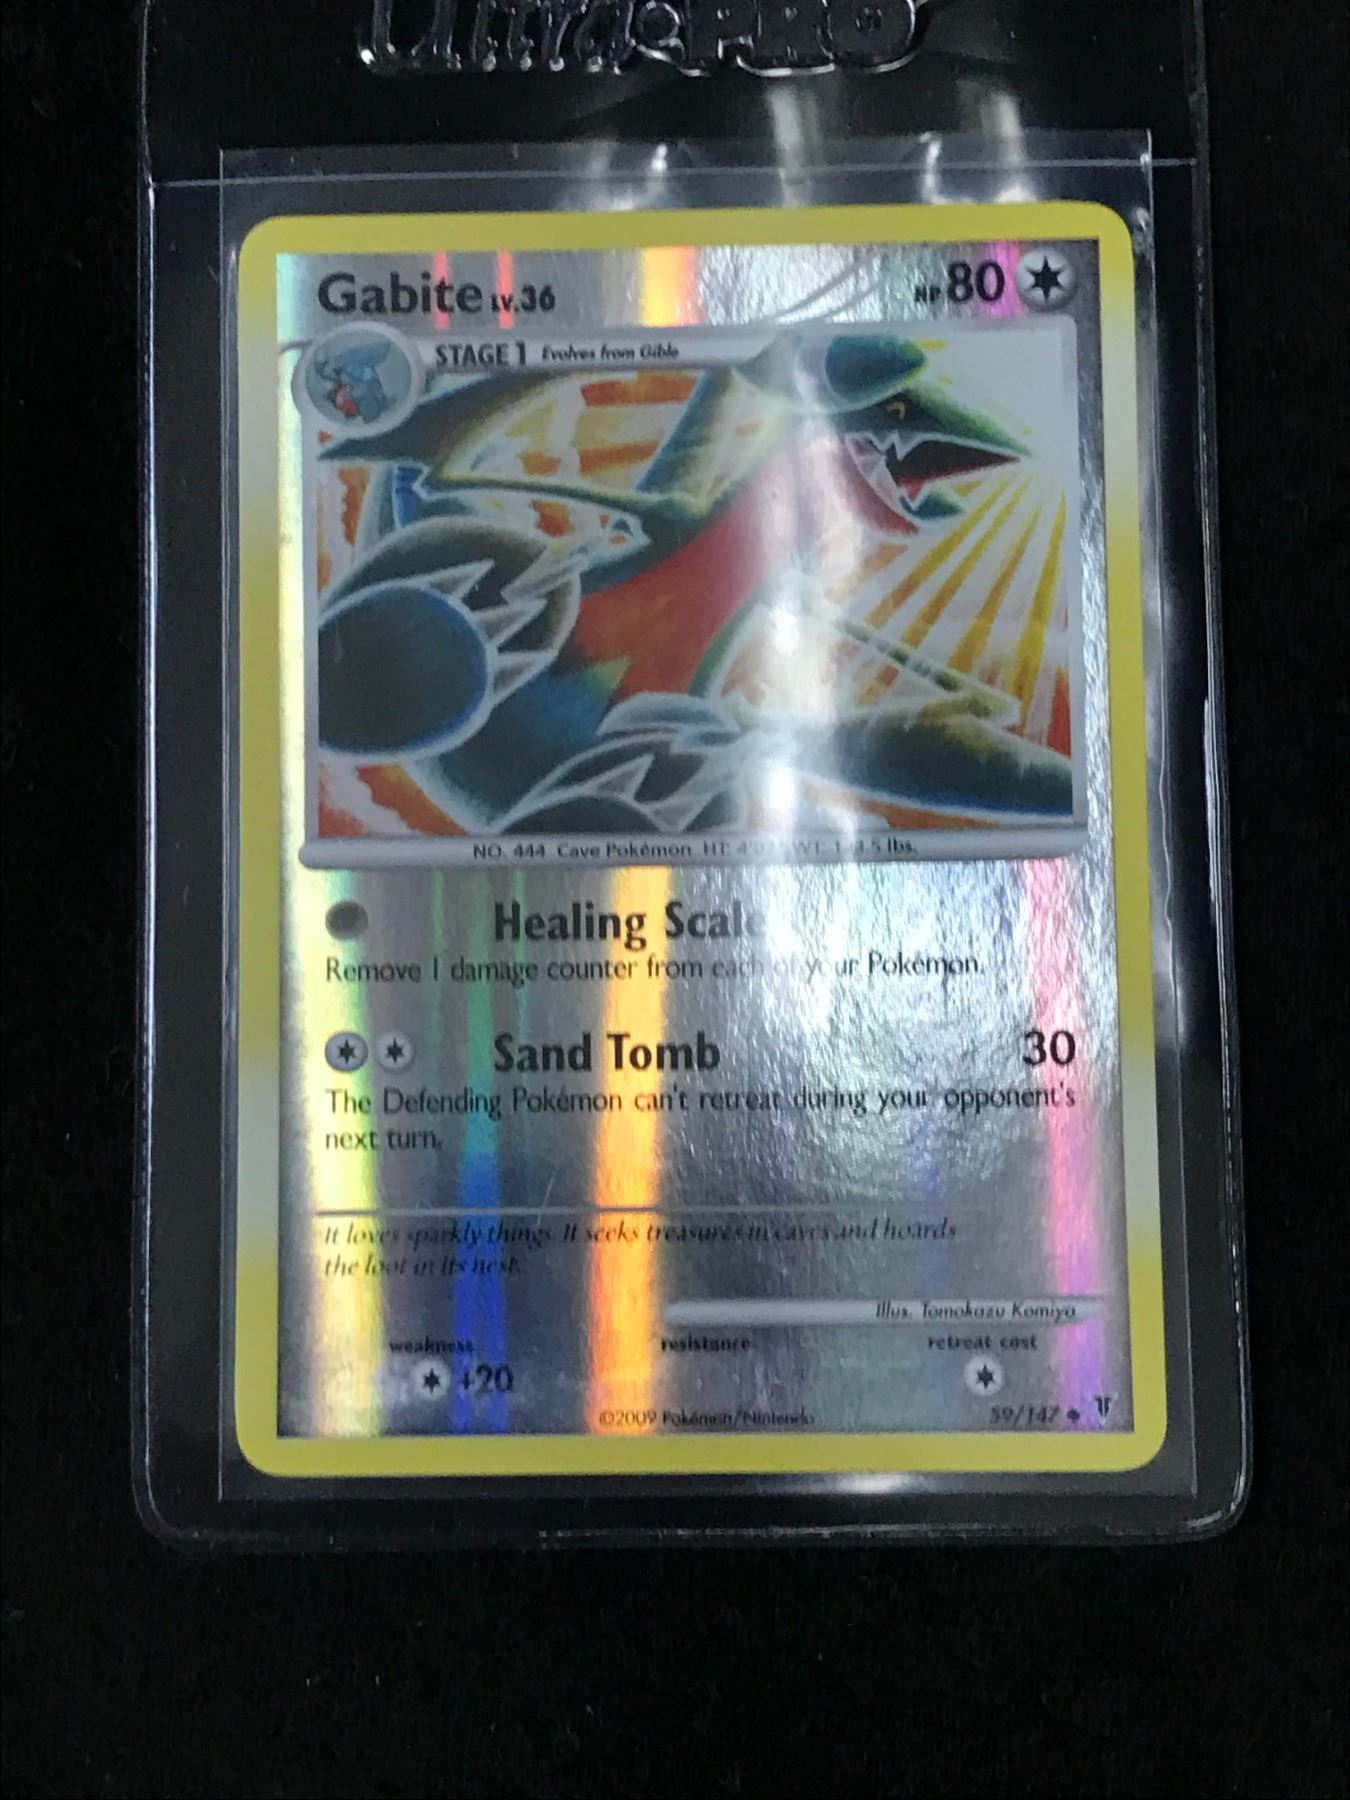 Ultra PRO
Gabite LV.36 HP 80
STAGE 1 Evolves from Gible
NO. 444 Cave Pokémon HT. WT. lbs.
Healing Scale
Remove 1 damage counter from each of your Pokémon.
Sand Tomb 30
The Defending Pokémon can't retreat during your opponent's
next turn.
It loves sparkly things. It seeks treasures in caves and hoards
the loot in its nest.
Illus. Tomokazu Komiya
weakness resistance retreat cost
+20
©2009 Pokémon/Nintendo 59/147